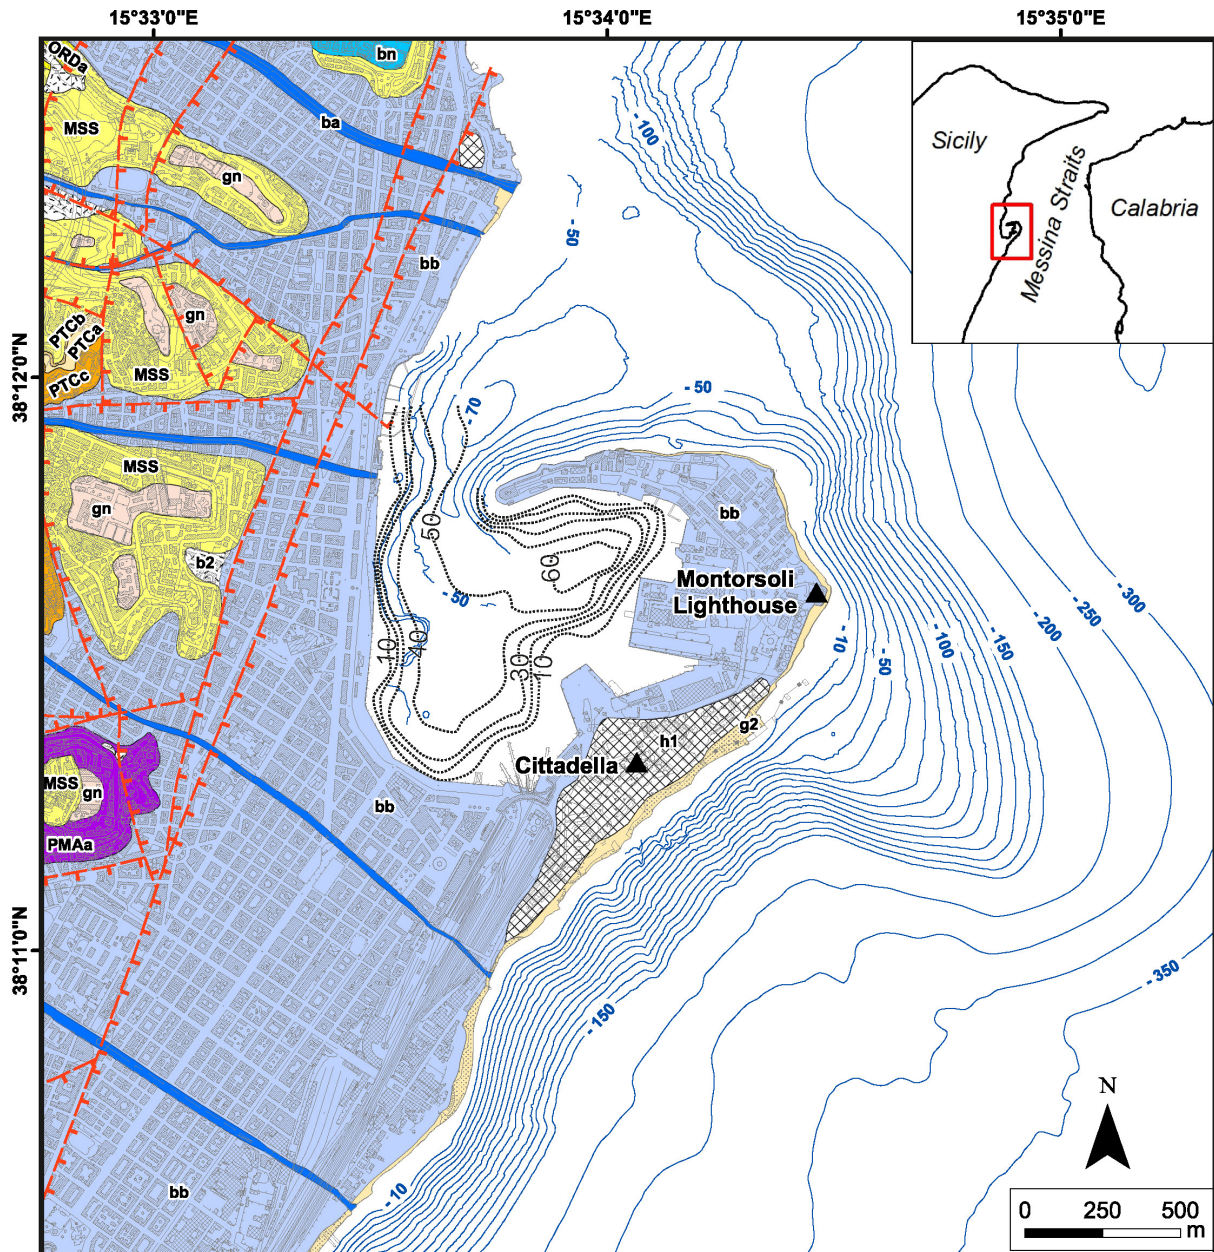 15°33'0"E
15°34'0"E
15°35'0"E
ORDa
bn
MSS
ba
gn
- 100
Sicily
Messina Straits
Calabria
- 50
bb
gn
PTCb
PTCa
PTCc
MSS
38°12'0"N
- 50
- 70
MSS
gn
b2
50
60
bb
Montorsoli
Lighthouse
- 50
10
40
30
10
- 10
- 50
- 100
- 150
- 200
- 250
- 300
g2
h1
Cittadella
MSS
gn
PMAa
bb
38°11'0"N
- 350
- 150
N
- 10
bb
0 250 500
m